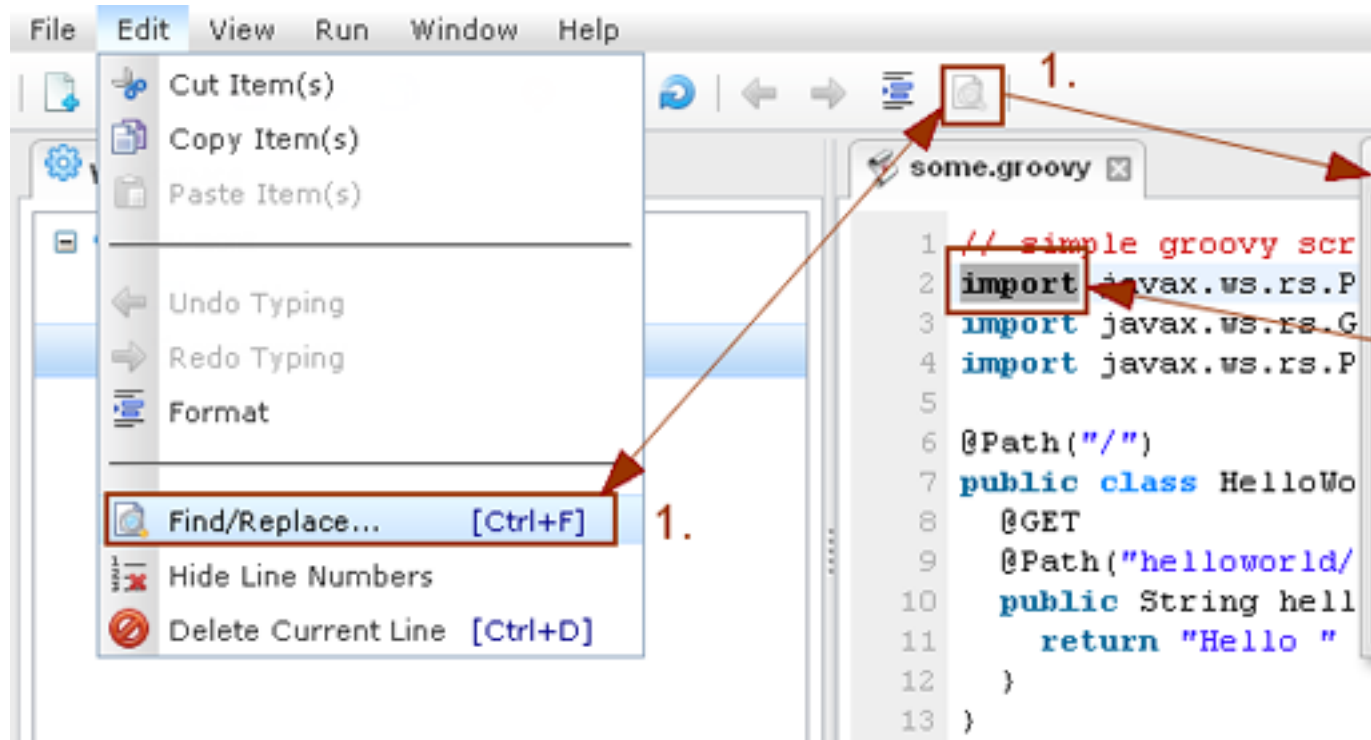 File Edit View Run Window Help
1.
Cut Item(s)
Copy Item(s)
Paste Item(s)
Undo Typing
Redo Typing
Format
Find/Replace... [Ctrl+F]
1.
Hide Line Numbers
Delete Current Line [Ctrl+D]
some.groovy
1 // simple groovy scr
2 import javax.ws.rs.P
3 import javax.ws.rs.G
4 import javax.ws.rs.P
5
6 @Path("/")
7 public class HelloWo
8 @GET
9 @Path("helloworld/
10 public String hell
11 return "Hello "
12 }
13 }